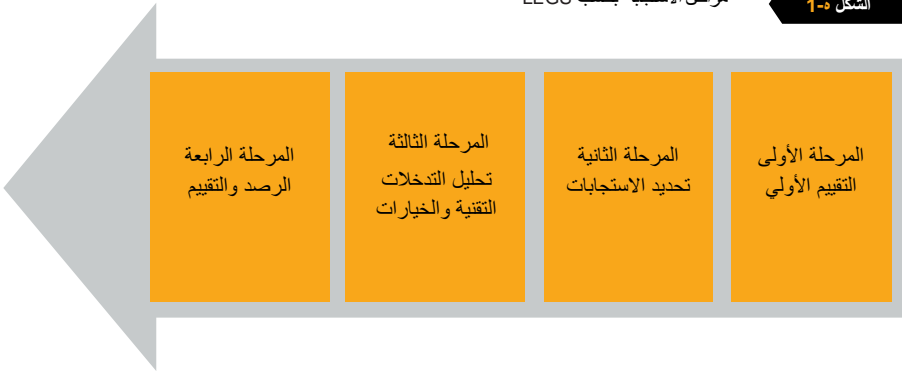 الشكل ه-1
LEGS
المرحلة الأولى
التقييم الأولي
المرحلة الثانية
تحديد الاستجابات
المرحلة الثالثة
تحليل التدخلات
التقنية والخيارات
المرحلة الرابعة
الرصد والتقييم